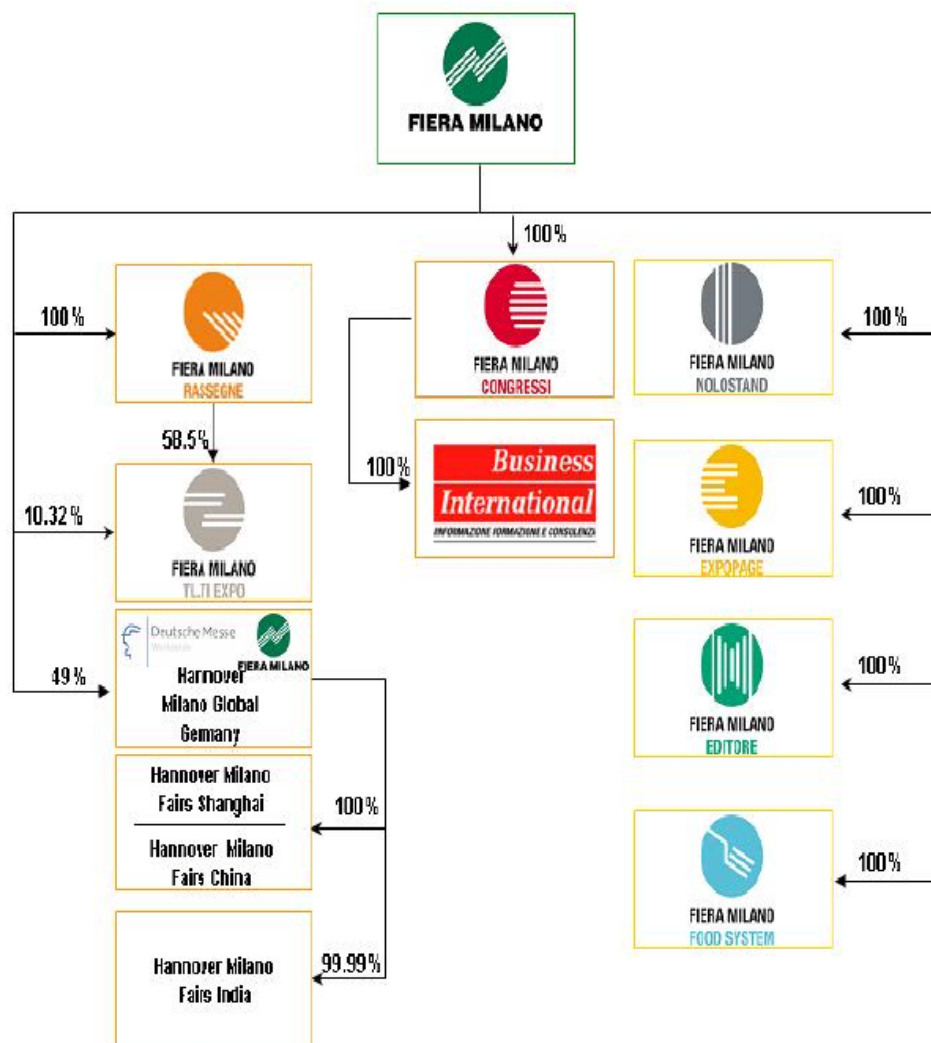 FIERA MILANO
100%
100%
FIERA MILANO
RASSEGNE
FIERA MILANO
CONGRESSI
FIERA MILANO
NOLOSTAND
100%
58.5%
10.32%
FIERA MILANO
TL.TI EXPO
100%
Business
International
INFORMAZIONE FORMAZIONE E CONSULENZA
FIERA MILANO
EXPOPAGE
100%
49%
Deutsche Messe
FIERA MILANO
Hannover
Milano Global
Gemany
FIERA MILANO
EDITORE
100%
Hannover Milano
Fairs Shanghai
Hannover Milano
Fairs China
100%
FIERA MILANO
FOOD SYSTEM
100%
Hannover Milano
Fairs India
99.99%